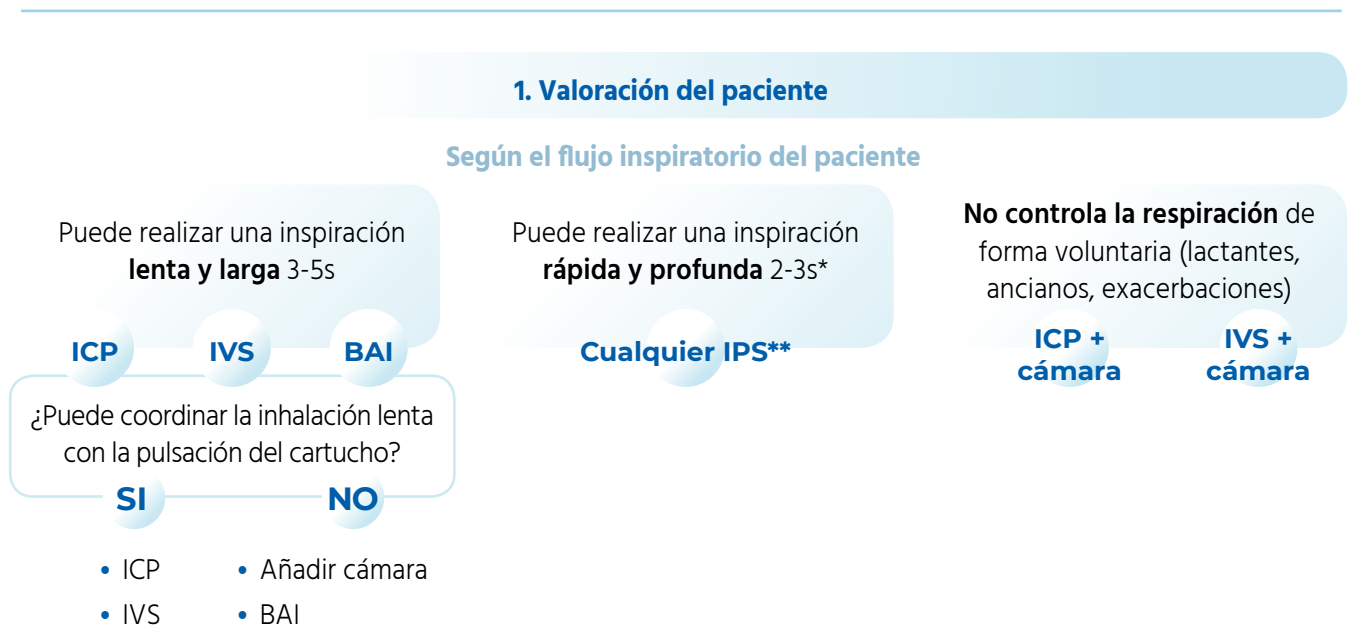 1. Valoración del paciente
Según el flujo inspiratorio del paciente
Puede realizar una inspiración
lenta y larga 3-5s
ICP
IVS
BAI
¿Puede coordinar la inhalación lenta
con la pulsación del cartucho?
SI
NO
• ICP
• IVS
• Añadir cámara
• BAI
Puede realizar una inspiración
rápida y profunda 2-3s*
Cualquier IPS**
No controla la respiración de
forma voluntaria (lactantes,
ancianos, exacerbaciones)
ICP +
cámara
IVS +
cámara